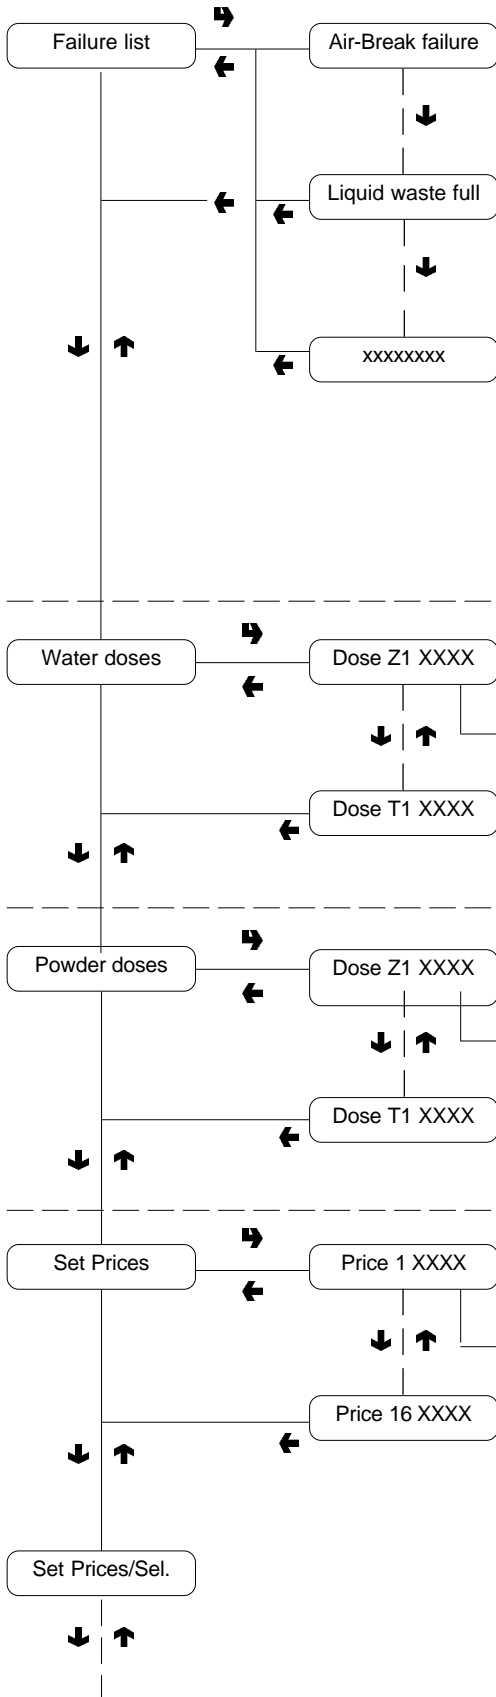 Failure list
Air-Break failure
Liquid waste full
xxxxxxxx
Water doses
Dose Z1 XXXX
Dose T1 XXXX
Powder doses
Dose Z1 XXXX
Dose T1 XXXX
Set Prices
Price 1 XXXX
Price 16 XXXX
Set Prices/Sel.